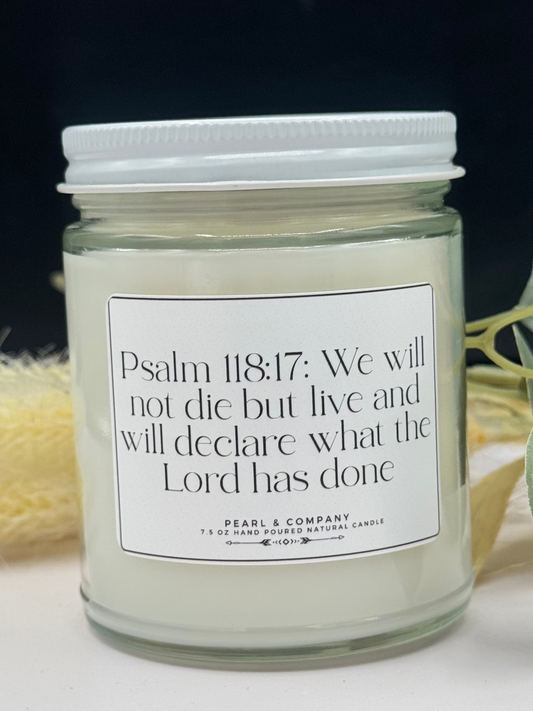 Psalm 118:17: We will
not die but live and
will declare what the
Lord has done
PEARL & COMPANY
7.5 OZ HAND POURED NATURAL CANDLE